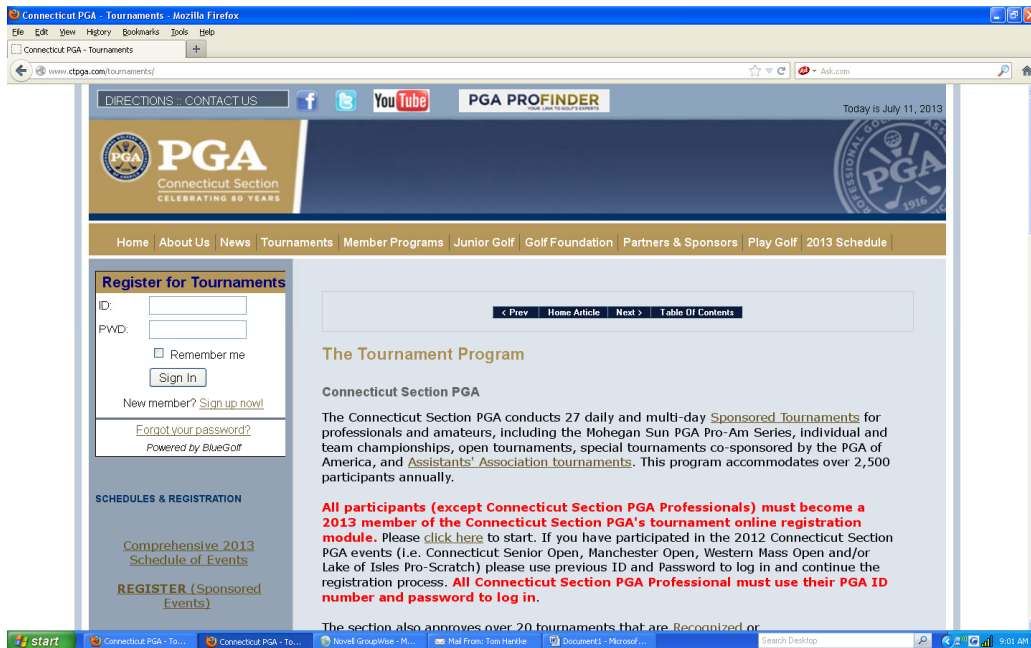 Connecticut PGA - Tournaments - Mozilla Firefox
File Edit View History Bookmarks Tools Help
Connecticut PGA - Tournaments +
www.ctpga.com/tournaments/ Ask.com
DIRECTIONS :: CONTACT US f You Tube PGA PROFINDER
YOUR LINK TO GOLF'S EXPERTS
Today is July 11, 2013
PGA PGA
Connecticut Section
CELEBRATING 80 YEARS
PGA
1916
Home About Us News Tournaments Member Programs Junior Golf Golf Foundation Partners & Sponsors Play Golf 2013 Schedule
Register for Tournaments
ID:
PWD:
Remember me
Sign In
New member? Sign up now!
Forgot your password?
Powered by BlueGolf
SCHEDULES & REGISTRATION
Comprehensive 2013
Schedule of Events
REGISTER (Sponsored
Events)
< Prev Home Article Next > Table Of Contents
The Tournament Program
Connecticut Section PGA
The Connecticut Section PGA conducts 27 daily and multi-day Sponsored Tournaments for
professionals and amateurs, including the Mohegan Sun PGA Pro-Am Series, individual and
team championships, open tournaments, special tournaments co-sponsored by the PGA of
America, and Assistants' Association tournaments. This program accommodates over 2,500
participants annually.
All participants (except Connecticut Section PGA Professionals) must become a
2013 member of the Connecticut Section PGA's tournament online registration
module. Please click here to start. If you have participated in the 2012 Connecticut Section
PGA events (i.e. Connecticut Senior Open, Manchester Open, Western Mass Open and/or
Lake of Isles Pro-Scratch) please use previous ID and Password to log in and continue the
registration process. All Connecticut Section PGA Professional must use their PGA ID
number and password to log in.
The section also approves over 20 tournaments that are Recognized or
start Connecticut PGA - To... Connecticut PGA - To... Novell GroupWise - M... Mail From: Tom Hantke Document1 - Microsof... Search Desktop 9:01 AM